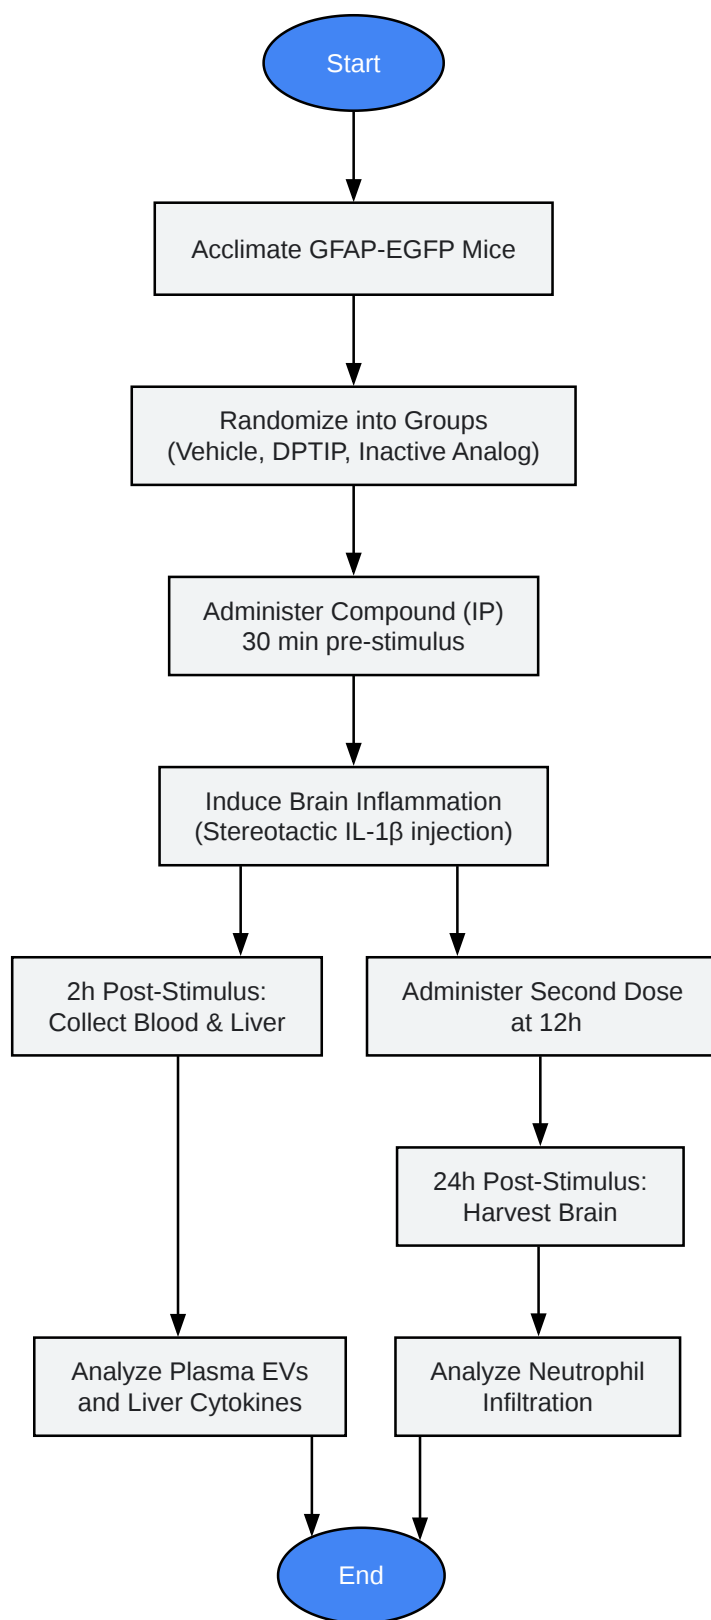 Start
Acclimate GFAP-EGFP Mice
Randomize into Groups
(Vehicle, DPTIP, Inactive Analog)
Administer Compound (IP)
30 min pre-stimulus
Induce Brain Inflammation
(Stereotactic IL-1β injection)
2h Post-Stimulus:
Collect Blood & Liver
Administer Second Dose
at 12h
24h Post-Stimulus:
Harvest Brain
Analyze Plasma EVs
and Liver Cytokines
Analyze Neutrophil
Infiltration
End